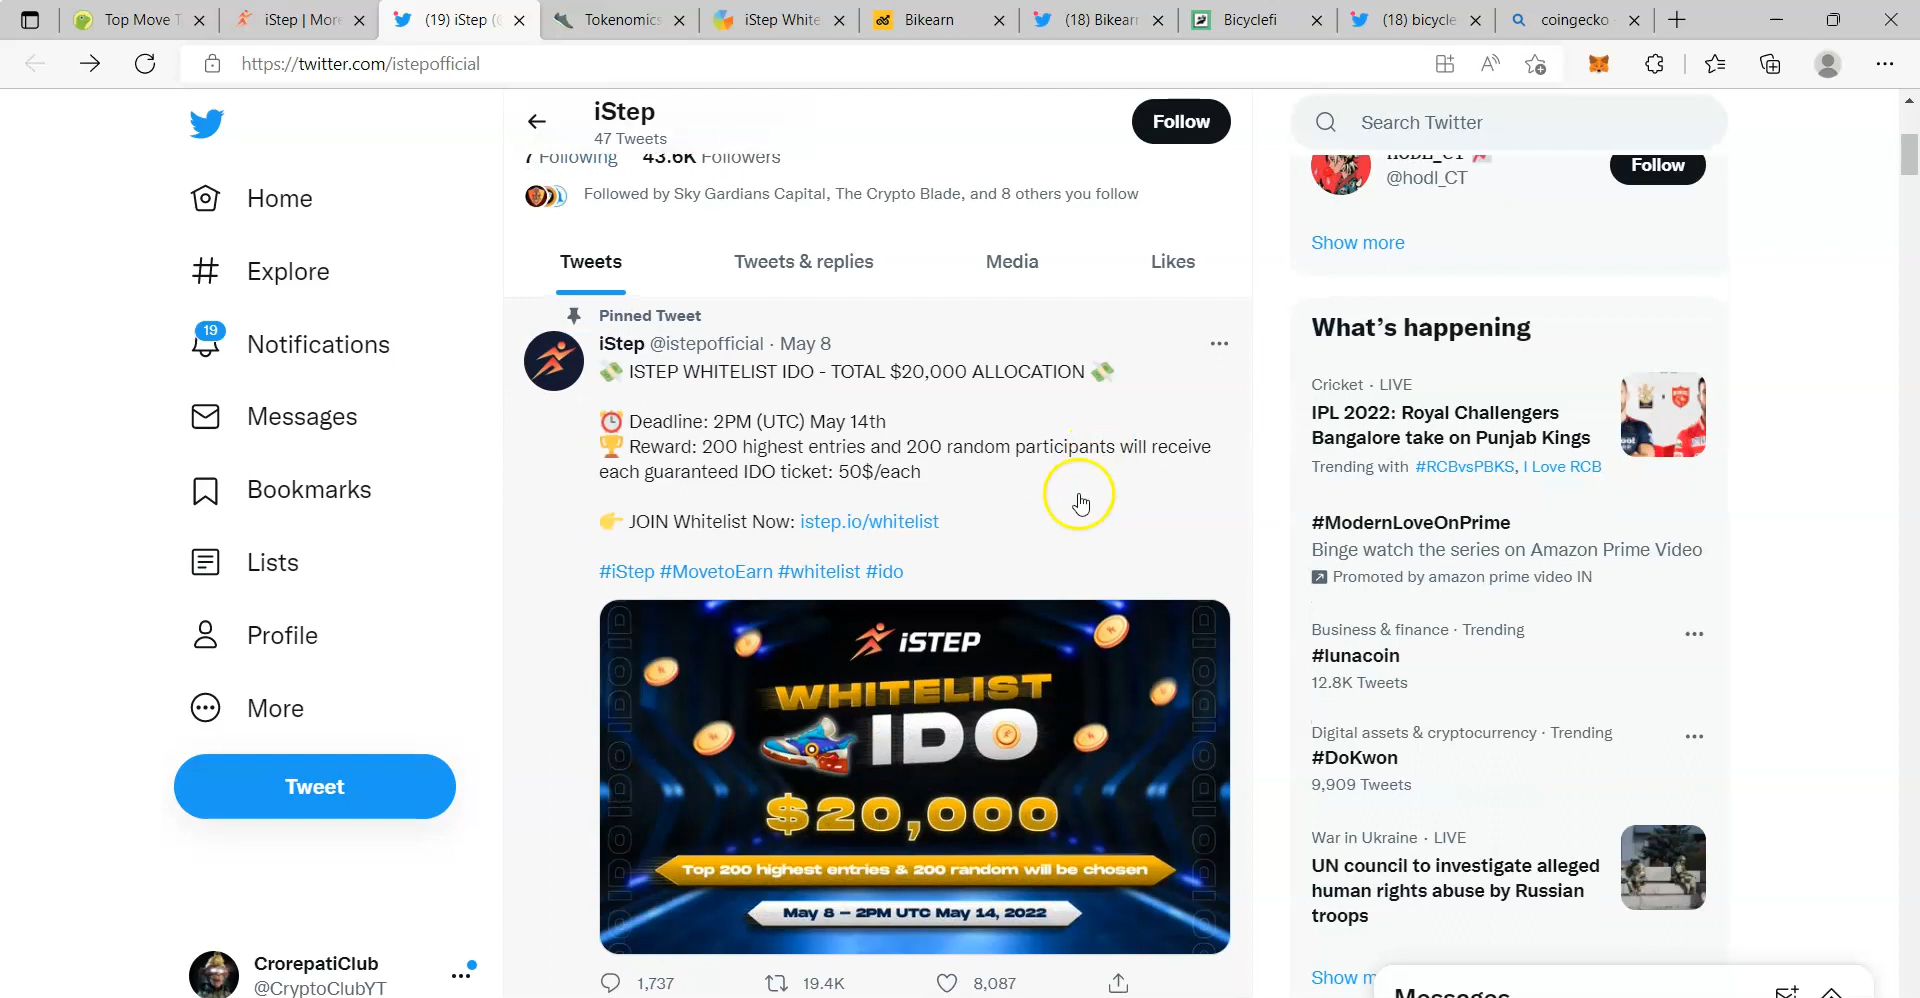 Top Move T
iStep | More
(19) iStep (
Tokenomics
iStep White
Bikearn
(18) Bikearn
Bicyclefi
(18) bicycle
coingecko
https://twitter.com/istepofficial
iStep
47 Tweets
Follow
7 Following 43.6K Followers
Followed by Sky Gardians Capital, The Crypto Blade, and 8 others you follow
Tweets
Tweets & replies
Media
Likes
Home
Explore
19
Notifications
Messages
Bookmarks
Lists
Profile
More
Tweet
CrorepatiClub
@CryptoClubYT
Pinned Tweet
iStep @istepofficial · May 8
ISTEP WHITELIST IDO - TOTAL $20,000 ALLOCATION
Deadline: 2PM (UTC) May 14th
Reward: 200 highest entries and 200 random participants will receive
each guaranteed IDO ticket: 50$/each
JOIN Whitelist Now: istep.io/whitelist
#iStep #MovetoEarn #whitelist #ido
iSTEP
WHITELIST
IDO
$20,000
Top 200 highest entries & 200 random will be chosen
May 8 – 2PM UTC May 14, 2022
1,737
19.4K
8,087
Search Twitter
HODL_CT
@hodl_CT
Follow
Show more
What's happening
Cricket · LIVE
IPL 2022: Royal Challengers
Bangalore take on Punjab Kings
Trending with #RCBvsPBKS, I Love RCB
#ModernLoveOnPrime
Binge watch the series on Amazon Prime Video
Promoted by amazon prime video IN
Business & finance · Trending
#lunacoin
12.8K Tweets
Digital assets & cryptocurrency · Trending
#DoKwon
9,909 Tweets
War in Ukraine · LIVE
UN council to investigate alleged
human rights abuse by Russian
troops
Show m
Messages